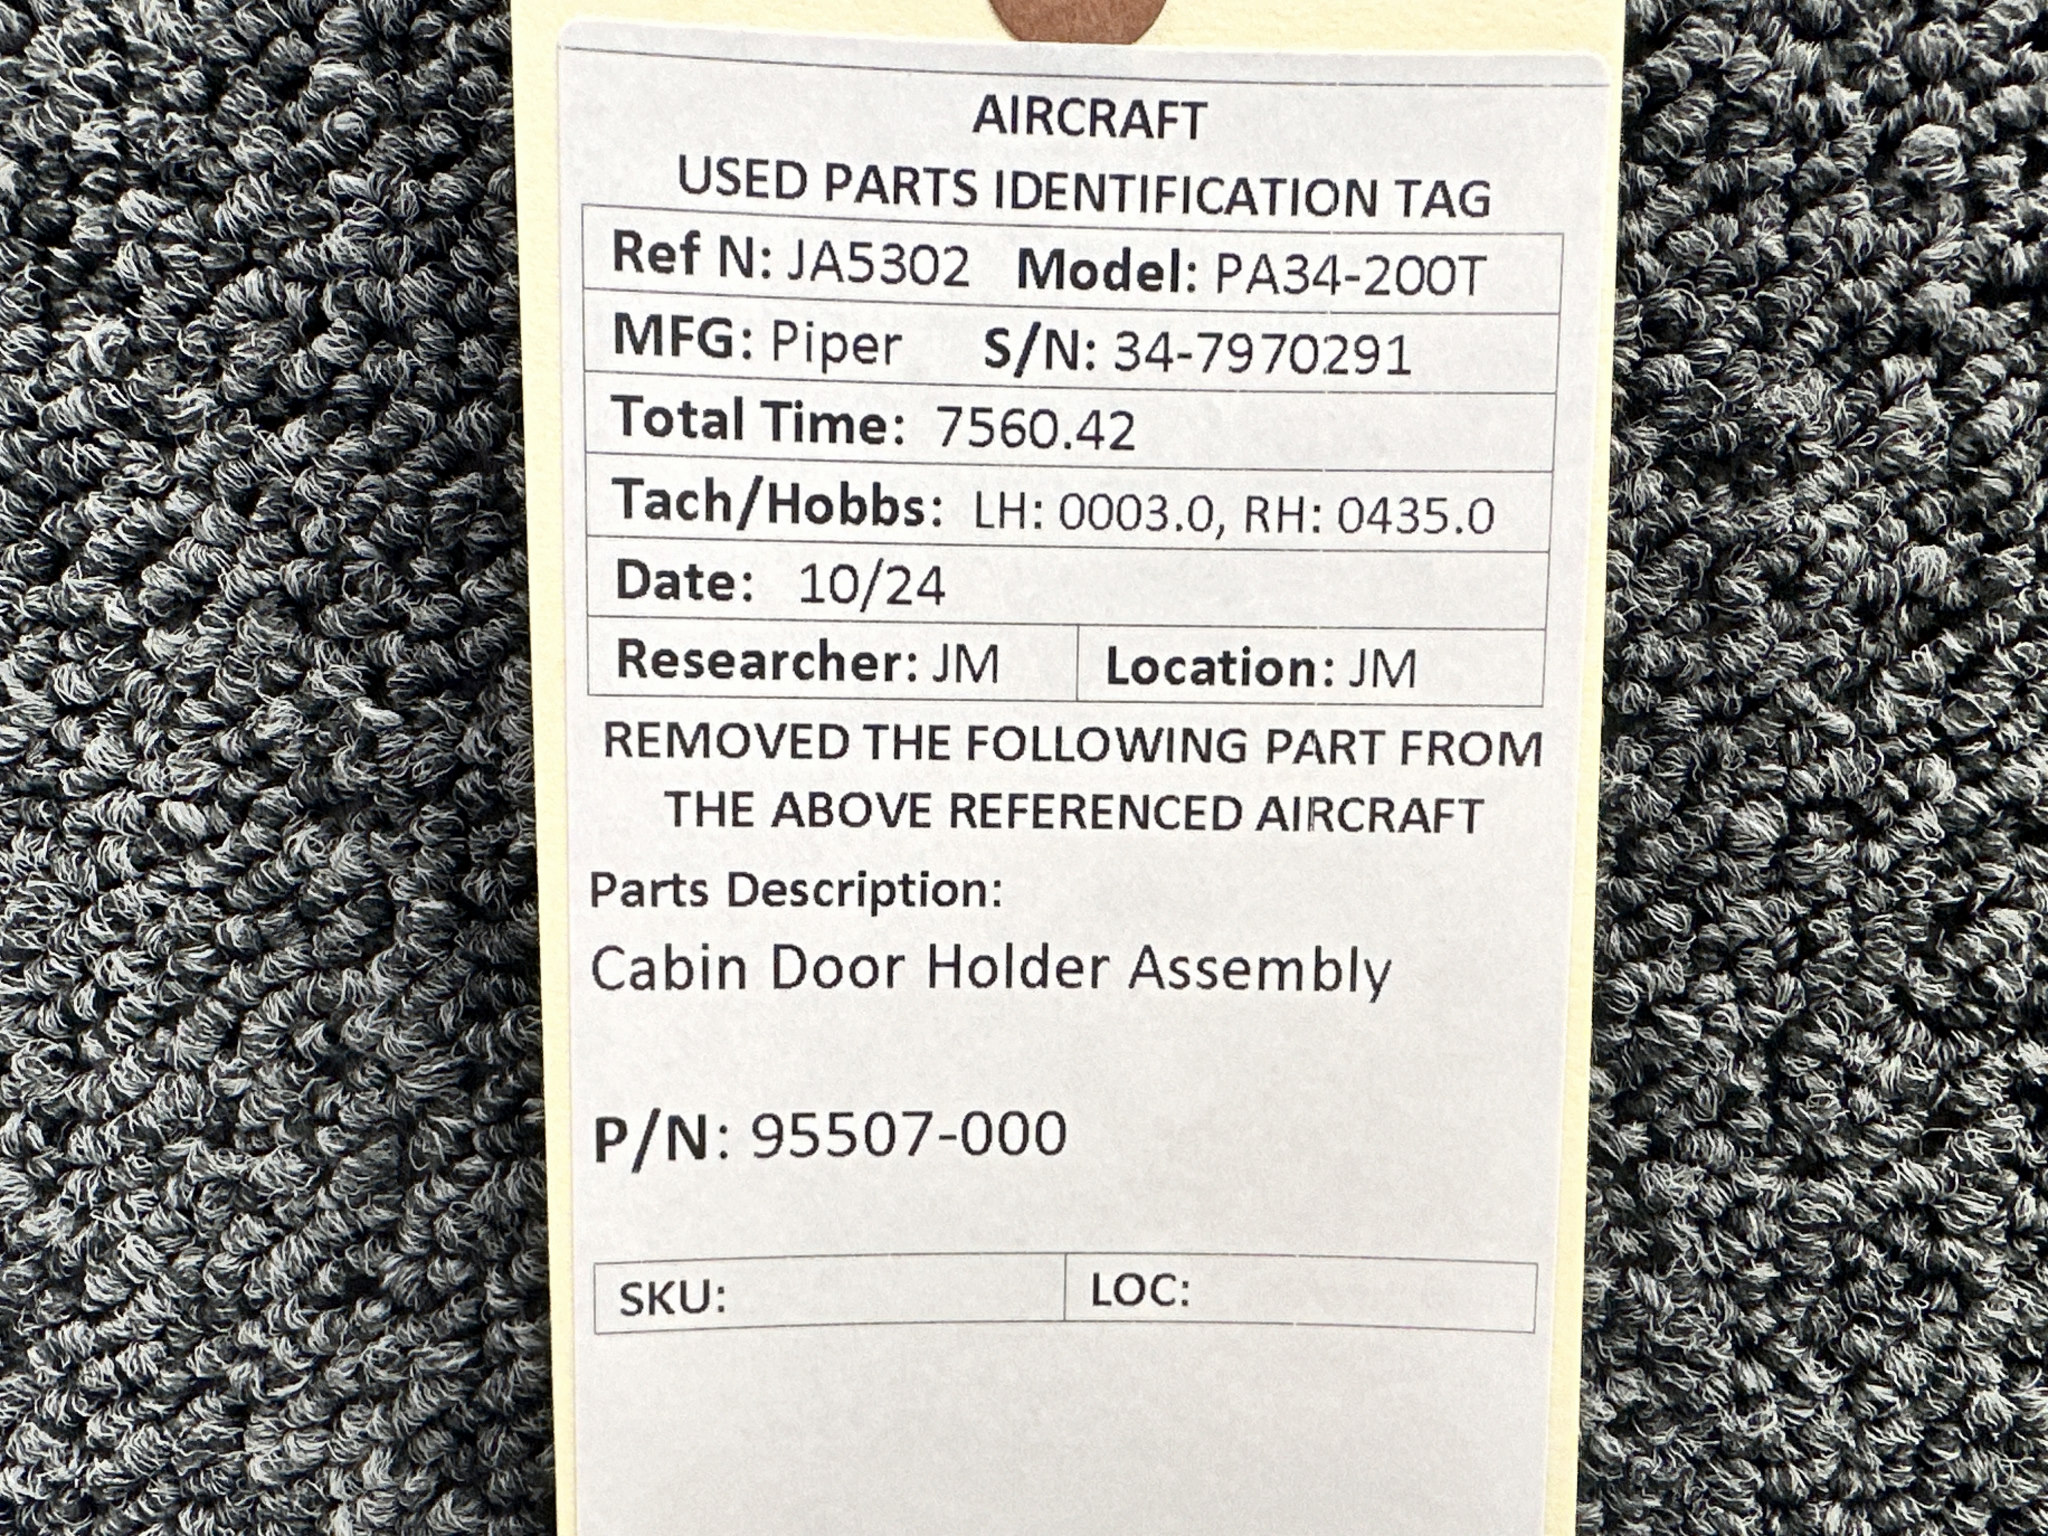 AIRCRAFT
USED PARTS IDENTIFICATION TAG
Ref N: JA5302 Model: PA34-200T
MFG: Piper S/N: 34-7970291
Total Time: 7560.42
Tach/Hobbs: LH: 0003.0, RH: 0435.0
Date: 10/24
Researcher: JM Location: JM
REMOVED THE FOLLOWING PART FROM
THE ABOVE REFERENCED AIRCRAFT
Parts Description:
Cabin Door Holder Assembly
P/N: 95507-000
SKU: LOC: